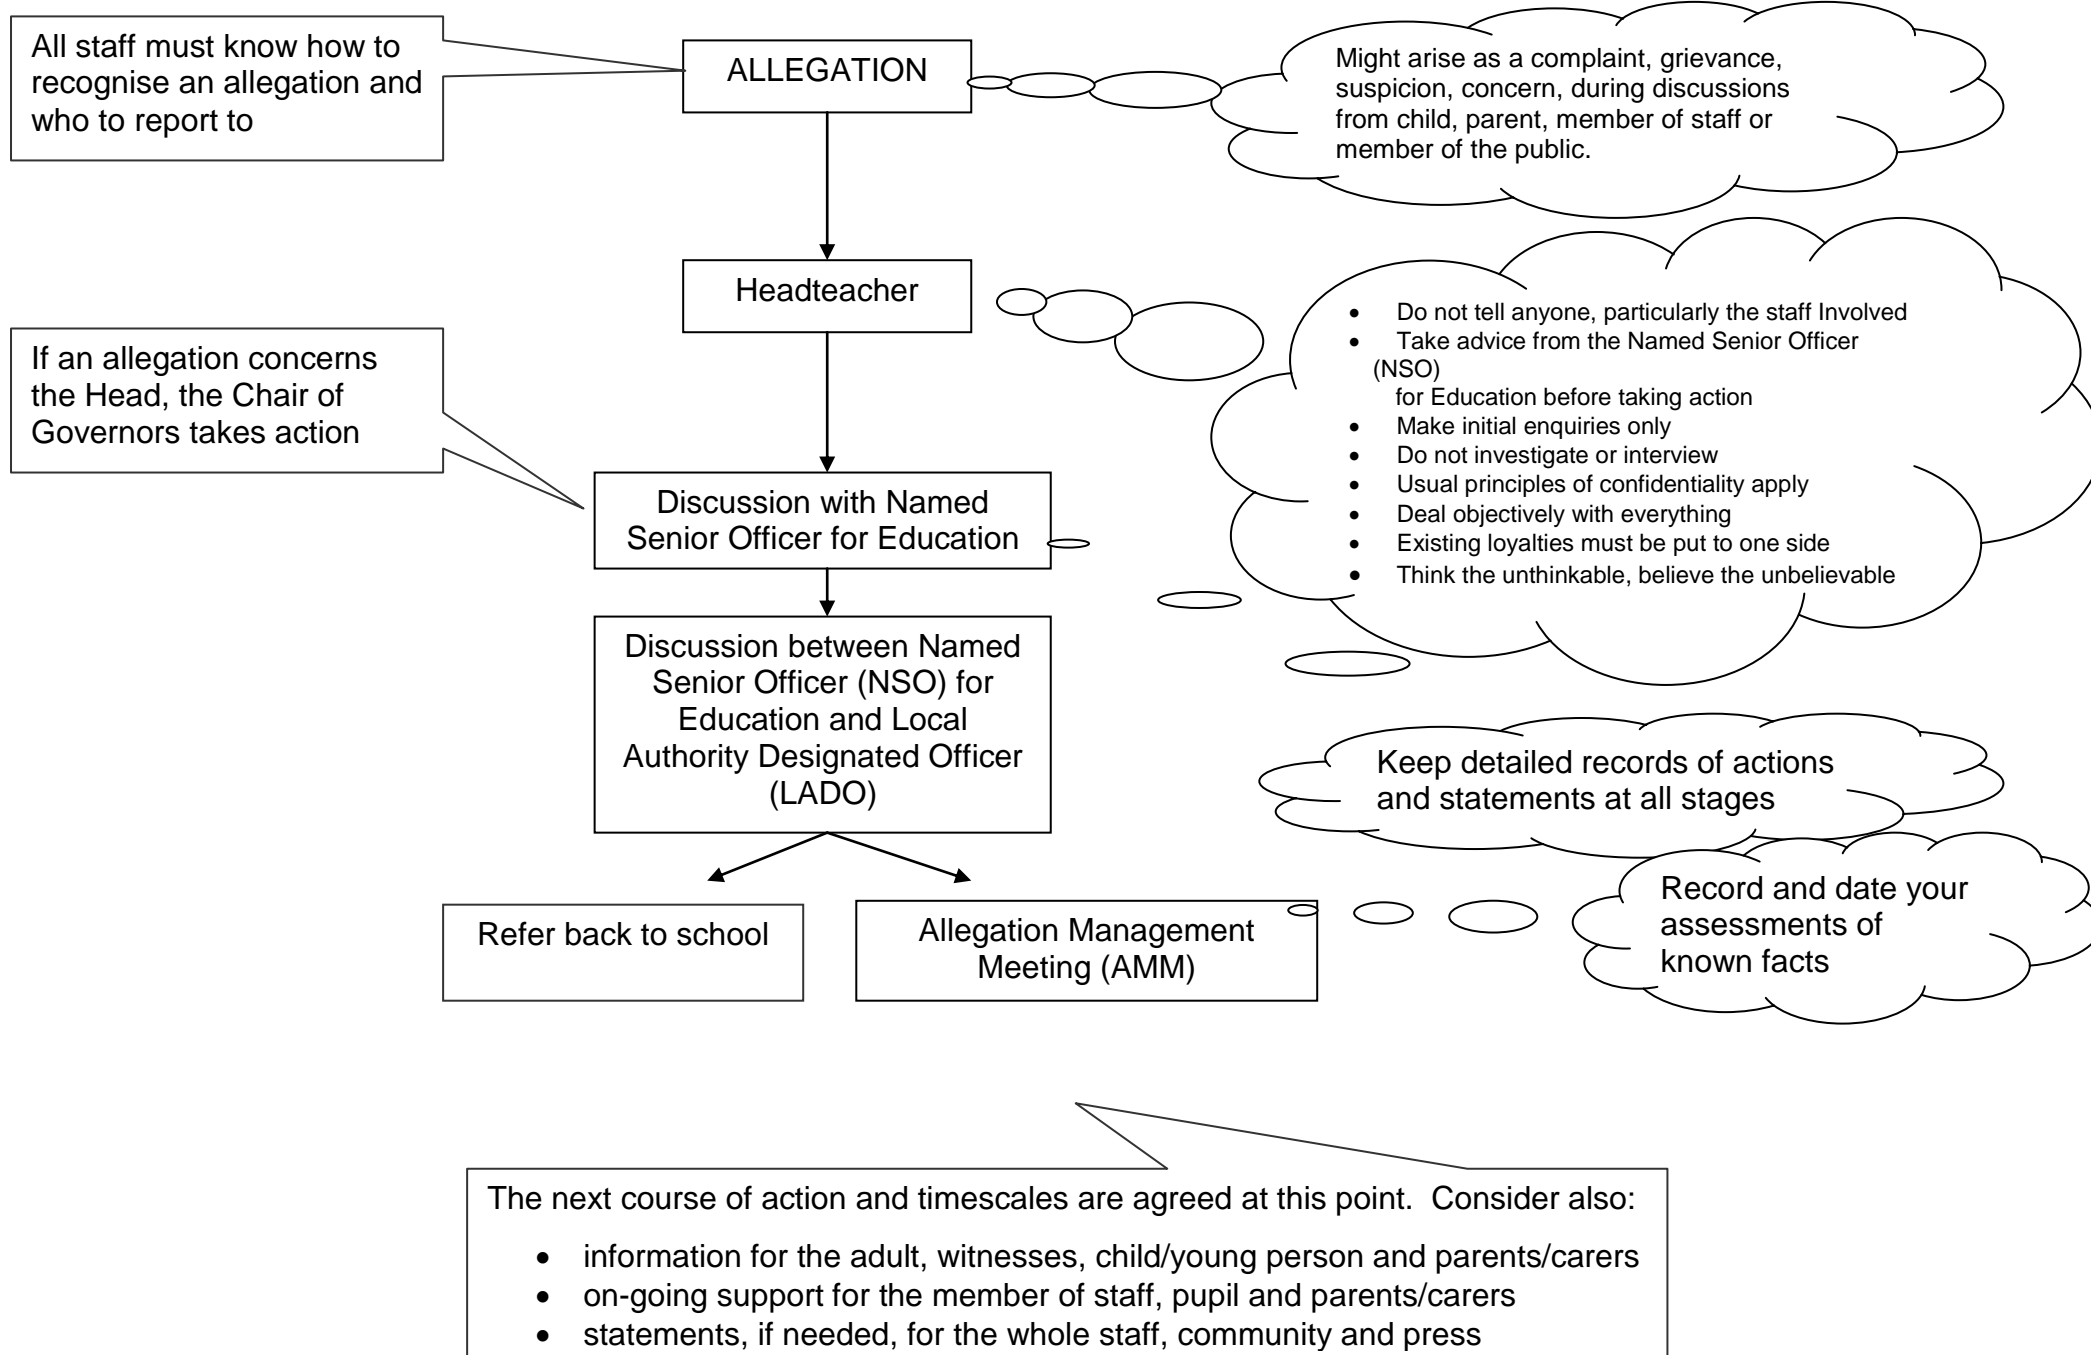 All staff must know how to
recognise an allegation and
who to report to
ALLEGATION
Might arise as a complaint, grievance,
suspicion, concern, during discussions
from child, parent, member of staff or
member of the public.
Headteacher
• Do not tell anyone, particularly the staff Involved
• Take advice from the Named Senior Officer
(NSO)
for Education before taking action
• Make initial enquiries only
• Do not investigate or interview
• Usual principles of confidentiality apply
• Deal objectively with everything
• Existing loyalties must be put to one side
• Think the unthinkable, believe the unbelievable
If an allegation concerns
the Head, the Chair of
Governors takes action
Discussion with Named
Senior Officer for Education
Discussion between Named
Senior Officer (NSO) for
Education and Local
Authority Designated Officer
(LADO)
Keep detailed records of actions
and statements at all stages
Record and date your
assessments of
known facts
Refer back to school
Allegation Management
Meeting (AMM)
The next course of action and timescales are agreed at this point.  Consider also:
• information for the adult, witnesses, child/young person and parents/carers
• on-going support for the member of staff, pupil and parents/carers
• statements, if needed, for the whole staff, community and press